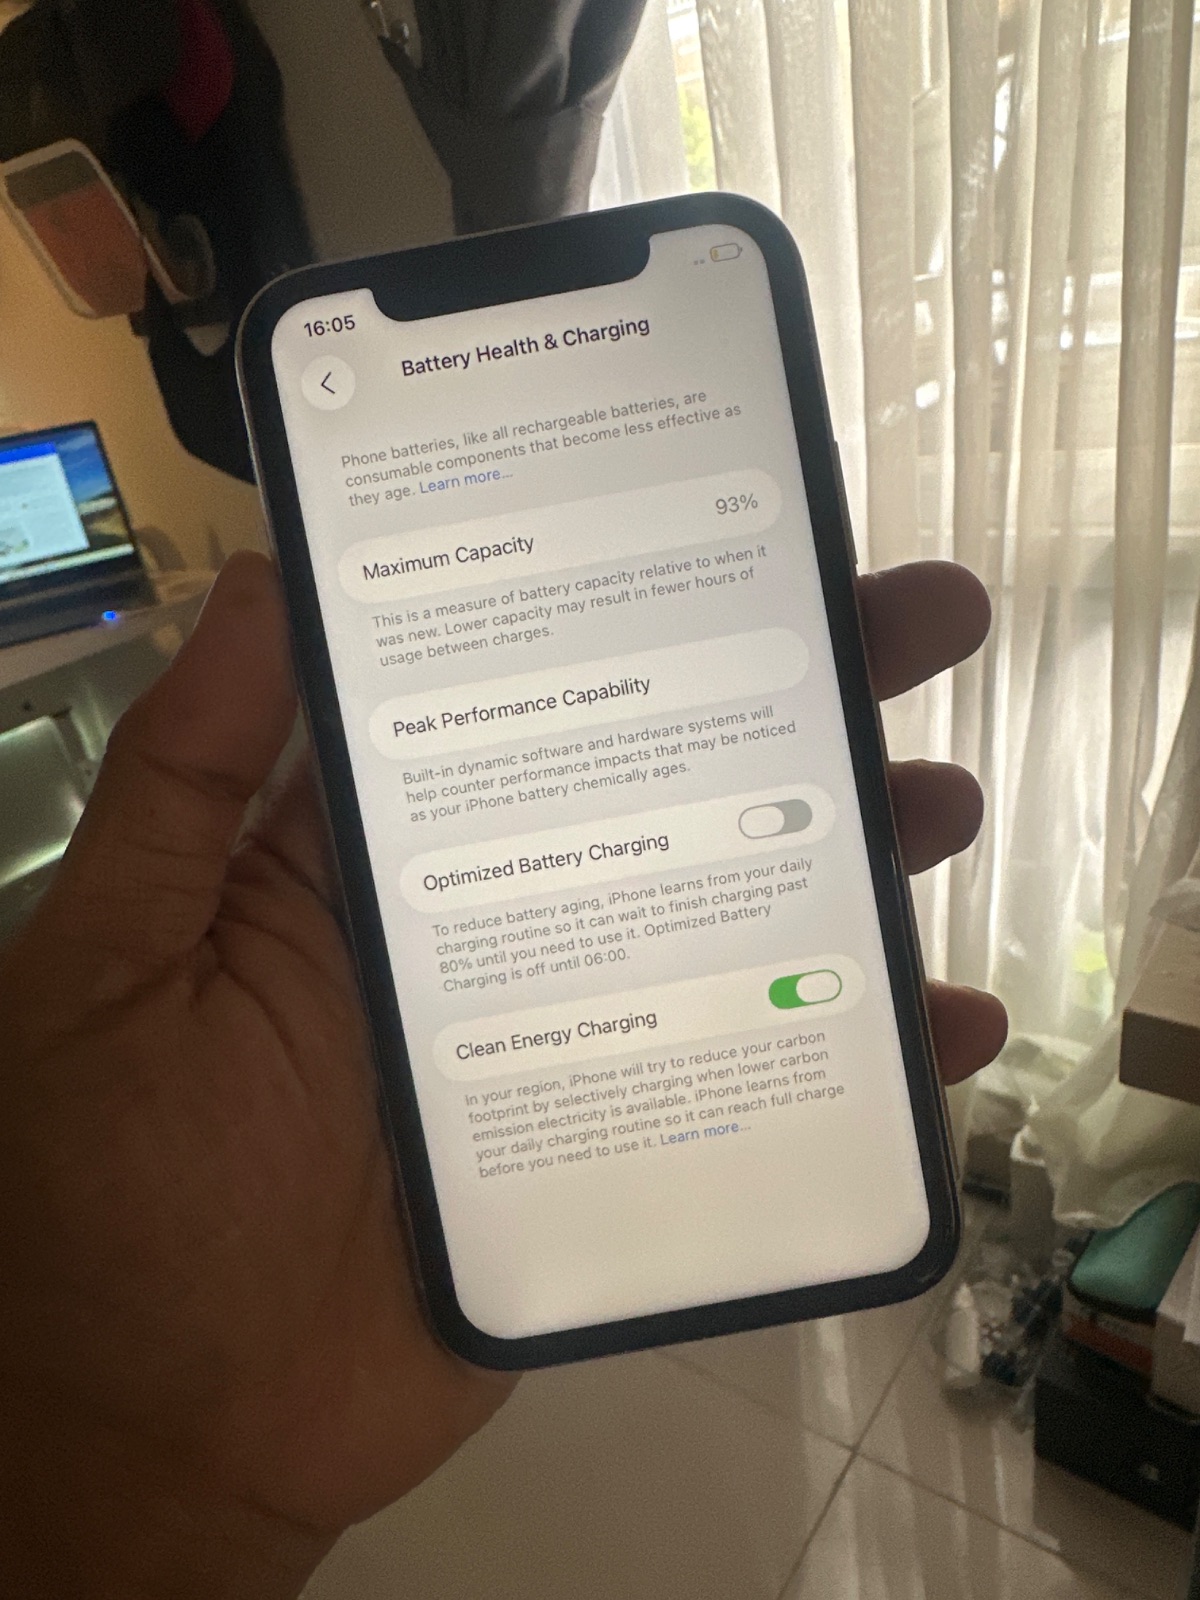 16:05
Battery Health & Charging
Phone batteries, like all rechargeable batteries, are
consumable components that become less effective as
they age. Learn more...
Maximum Capacity 93%
This is a measure of battery capacity relative to when it
was new. Lower capacity may result in fewer hours of
usage between charges.
Peak Performance Capability
Built-in dynamic software and hardware systems will
help counter performance impacts that may be noticed
as your iPhone battery chemically ages.
Optimized Battery Charging
To reduce battery aging, iPhone learns from your daily
charging routine so it can wait to finish charging past
80% until you need to use it. Optimized Battery
Charging is off until 06:00.
Clean Energy Charging
In your region, iPhone will try to reduce your carbon
footprint by selectively charging when lower carbon
emission electricity is available. iPhone learns from
your daily charging routine so it can reach full charge
before you need to use it. Learn more...